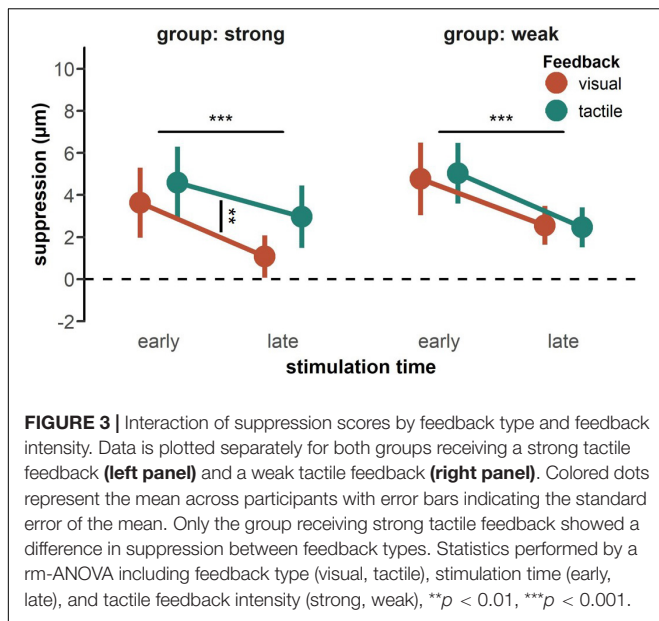 group: strong
group: weak
Feedback
visual
tactile
suppression (µm)
10
8
6
4
2
0
-2
***
**
***
early
late
early
late
stimulation time
FIGURE 3 | Interaction of suppression scores by feedback type and feedback
intensity. Data is plotted separately for both groups receiving a strong tactile
feedback (left panel) and a weak tactile feedback (right panel). Colored dots
represent the mean across participants with error bars indicating the standard
error of the mean. Only the group receiving strong tactile feedback showed a
difference in suppression between feedback types. Statistics performed by a
rm-ANOVA including feedback type (visual, tactile), stimulation time (early,
late), and tactile feedback intensity (strong, weak), **p < 0.01, ***p < 0.001.